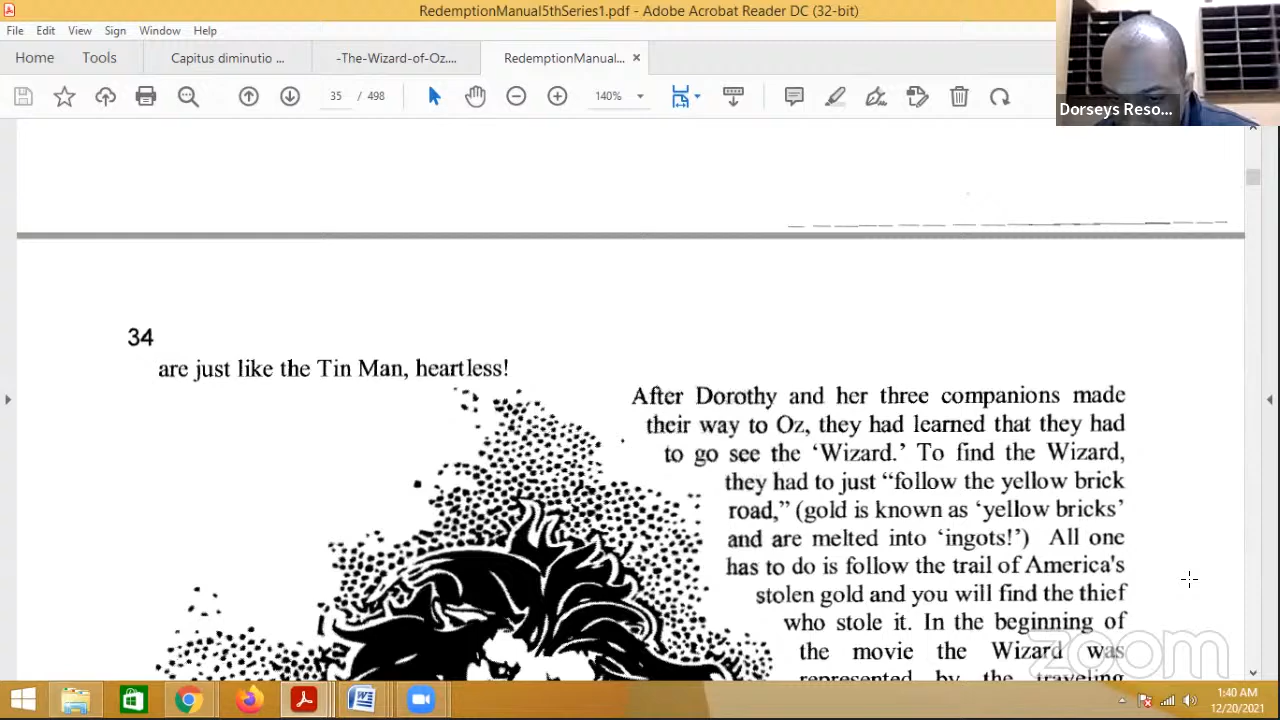 RedemptionManual5thSeries1.pdf - Adobe Acrobat Reader DC (32-bit)
File Edit View Sign Window Help
Home Tools Capitus diminutio ... -The-Wizard-of-Oz.... RedemptionManual... ×
35 / 498 140%
Dorseys Reso...
34
are just like the Tin Man, heartless!
After Dorothy and her three companions made
their way to Oz, they had learned that they had
to go see the ‘Wizard.’ To find the Wizard,
they had to just “follow the yellow brick
road,” (gold is known as ‘yellow bricks’
and are melted into ‘ingots!’) All one
has to do is follow the trail of America's
stolen gold and you will find the thief
who stole it. In the beginning of
the movie the Wizard was
represented by the traveling
zoom
1:40 AM
12/20/2021